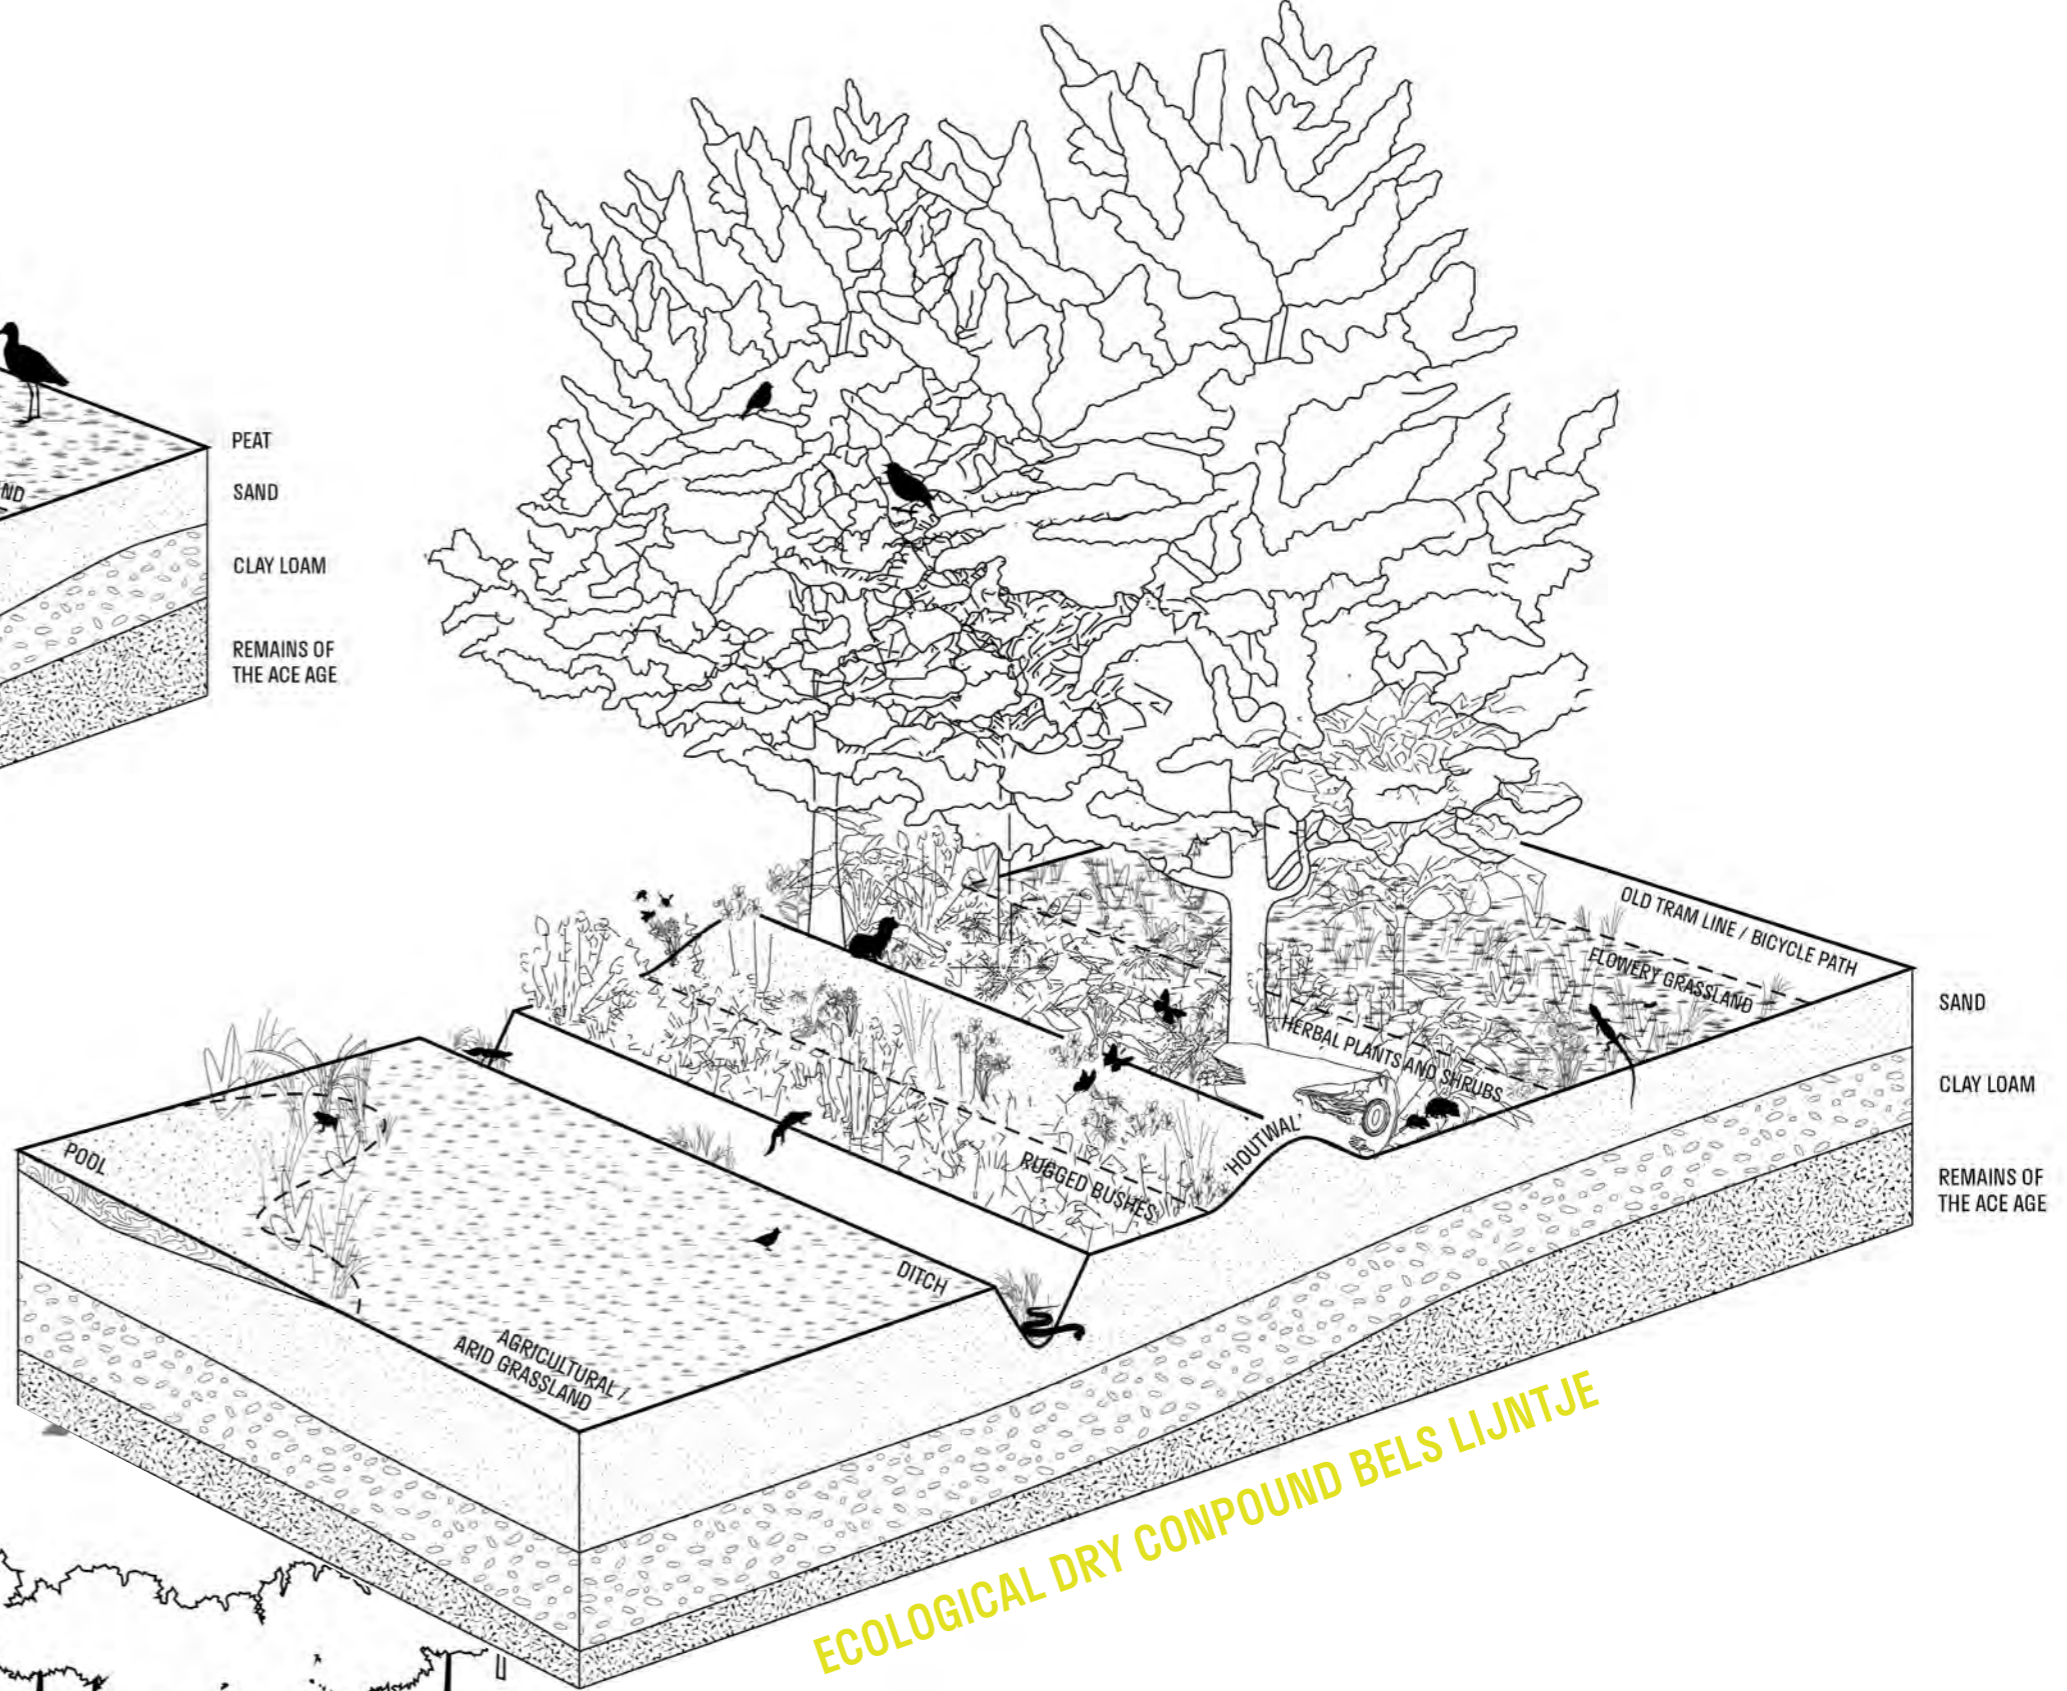 PEAT
ND
SAND
CLAY LOAM
REMAINS OF
THE ACE AGE
OLD TRAM LINE / BICYCLE PATH
FLOWERY GRASSLAND
HERBAL PLANTS AND SHRUBS
'HOUTWAL'
RUGGED BUSHES
DITCH
POOL
AGRICULTURAL /
ARID GRASSLAND
SAND
CLAY LOAM
REMAINS OF
THE ACE AGE
ECOLOGICAL DRY CONPOUND BELS LIJNTJE